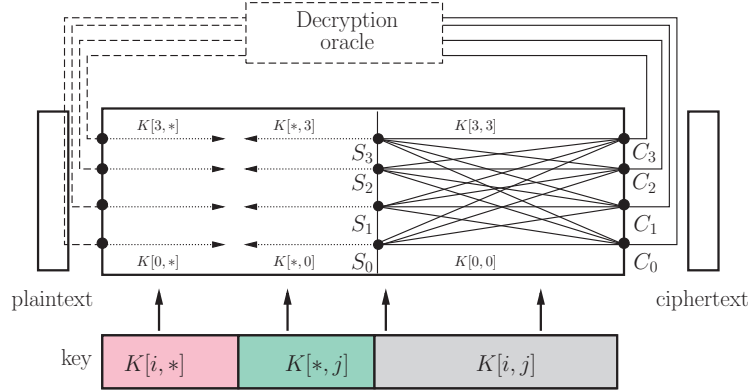 Decryption
oracle
K[3, ∗] K[∗, 3] K[3, 3]
S₃ C₃
S₂ C₂
S₁ C₁
S₀ C₀
K[0, ∗] K[∗, 0] K[0, 0]
plaintext ciphertext
key K[i, ∗] K[∗, j] K[i, j]